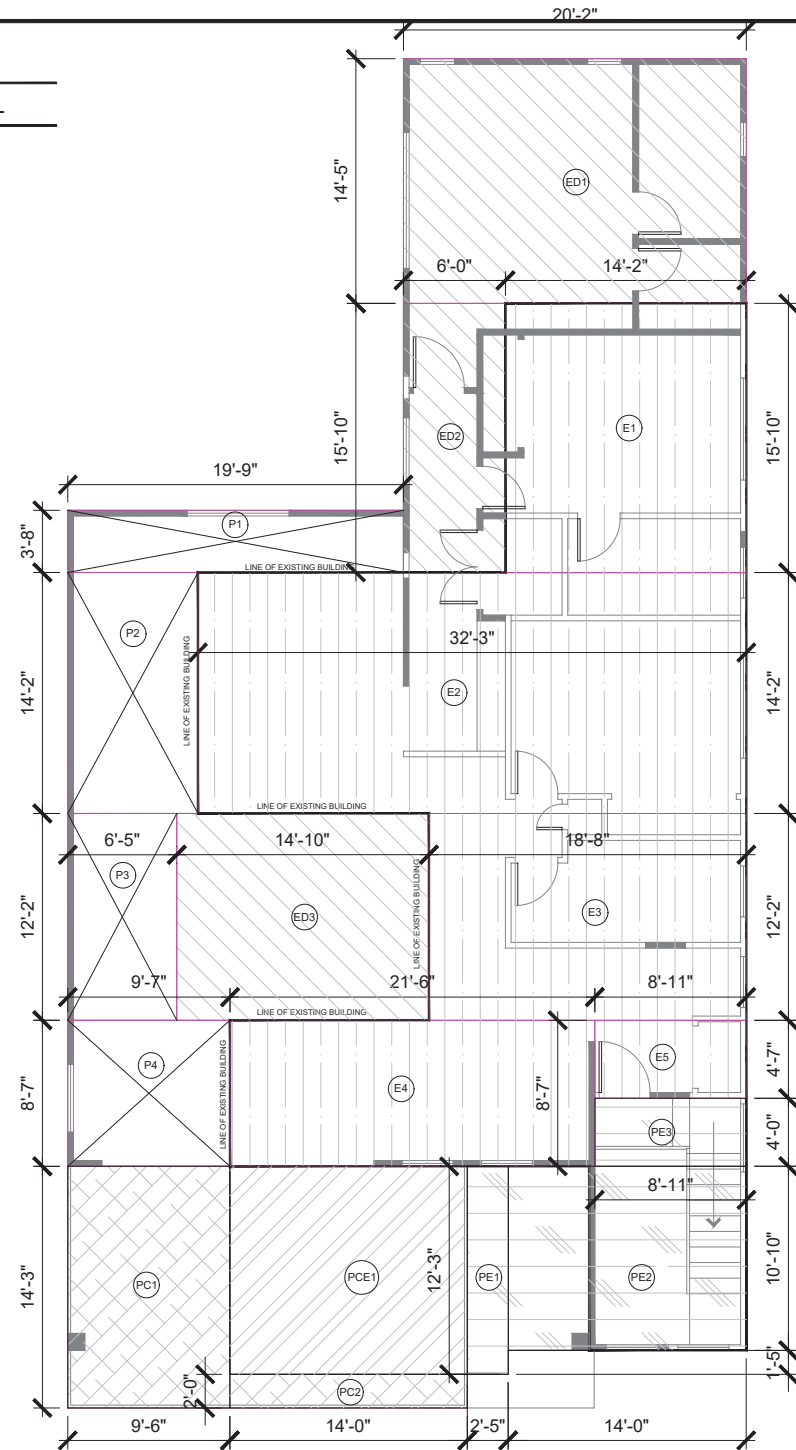 20'-2"
14'-5"
ED1
6'-0"
14'-2"
15'-10"
ED2
E1
15'-10"
19'-9"
3'-8"
P1
LINE OF EXISTING BUILDING
P2
LINE OF EXISTING BUILDING
32'-3"
E2
14'-2"
14'-2"
LINE OF EXISTING BUILDING
6'-5"
14'-10"
18'-8"
P3
ED3
LINE OF EXISTING BUILDING
E3
12'-2"
12'-2"
9'-7"
21'-6"
8'-11"
LINE OF EXISTING BUILDING
P4
LINE OF EXISTING BUILDING
E4
8'-7"
8'-7"
E5
4'-7"
PE3
4'-0"
8'-11"
PC1
PCE1
12'-3"
PE1
PE2
10'-10"
14'-3"
2'-0"
PC2
1'-5"
9'-6"
14'-0"
2'-5"
14'-0"